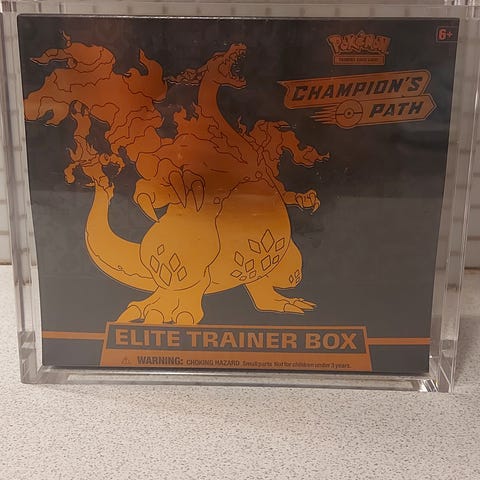 6+
POKÉMON
TRADING CARD GAME
CHAMPION'S
PATH
ELITE TRAINER BOX
WARNING: CHOKING HAZARD. Small parts. Not for children under 3 years.